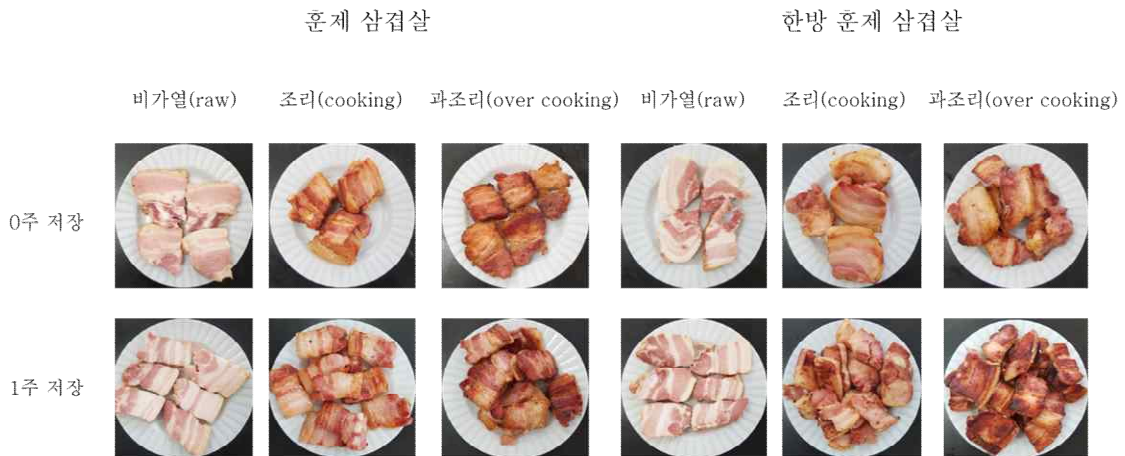 훈제 삼겹살 한방 훈제 삼겹살
비가열(raw) 조리(cooking) 과조리(over cooking) 비가열(raw) 조리(cooking) 과조리(over cooking)
0주 저장
1주 저장